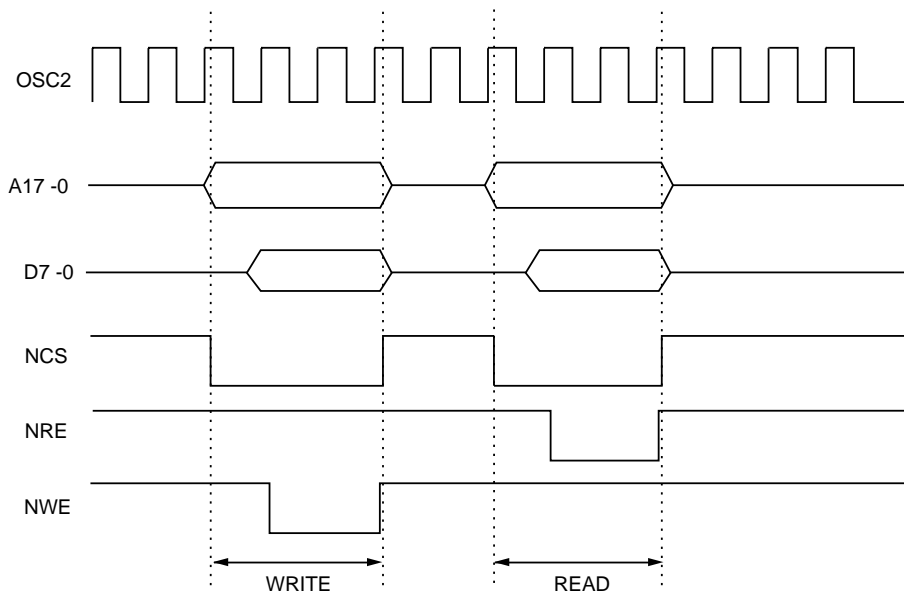 OSC2
A17 -0
D7 -0
NCS
NRE
NWE
WRITE
READ